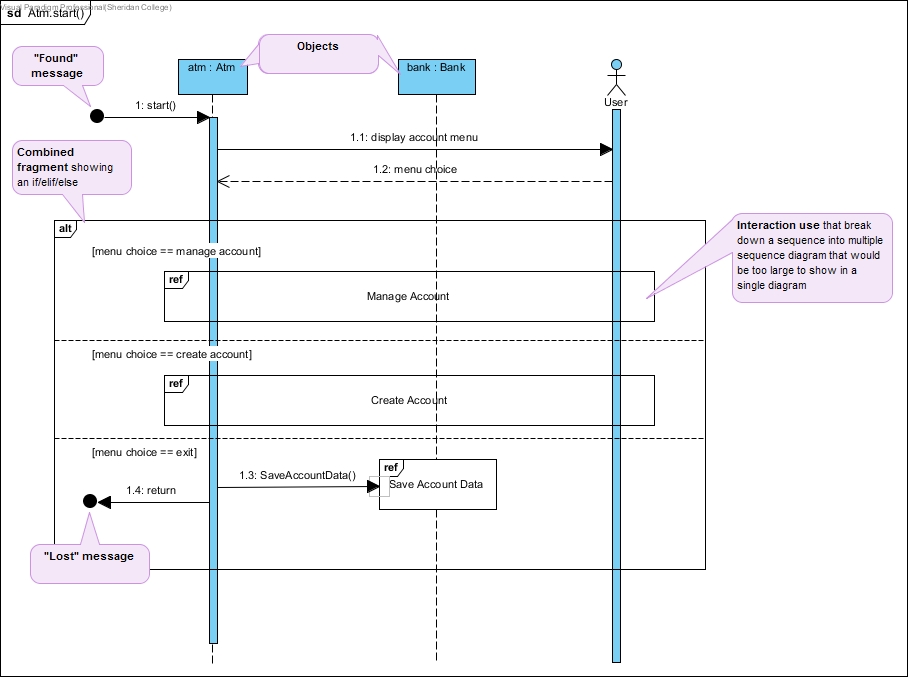 Visual Paradigm Professional(Sheridan College)
sd Atm.start()
"Found"
message
Objects
atm : Atm
bank : Bank
User
1: start()
1.1: display account menu
1.2: menu choice
Combined
fragment showing
an if/elif/else
alt
[menu choice == manage account]
Interaction use that break
down a sequence into multiple
sequence diagram that would
be too large to show in a
single diagram
ref
Manage Account
[menu choice == create account]
ref
Create Account
[menu choice == exit]
ref
1.3: SaveAccountData()
Save Account Data
1.4: return
"Lost" message